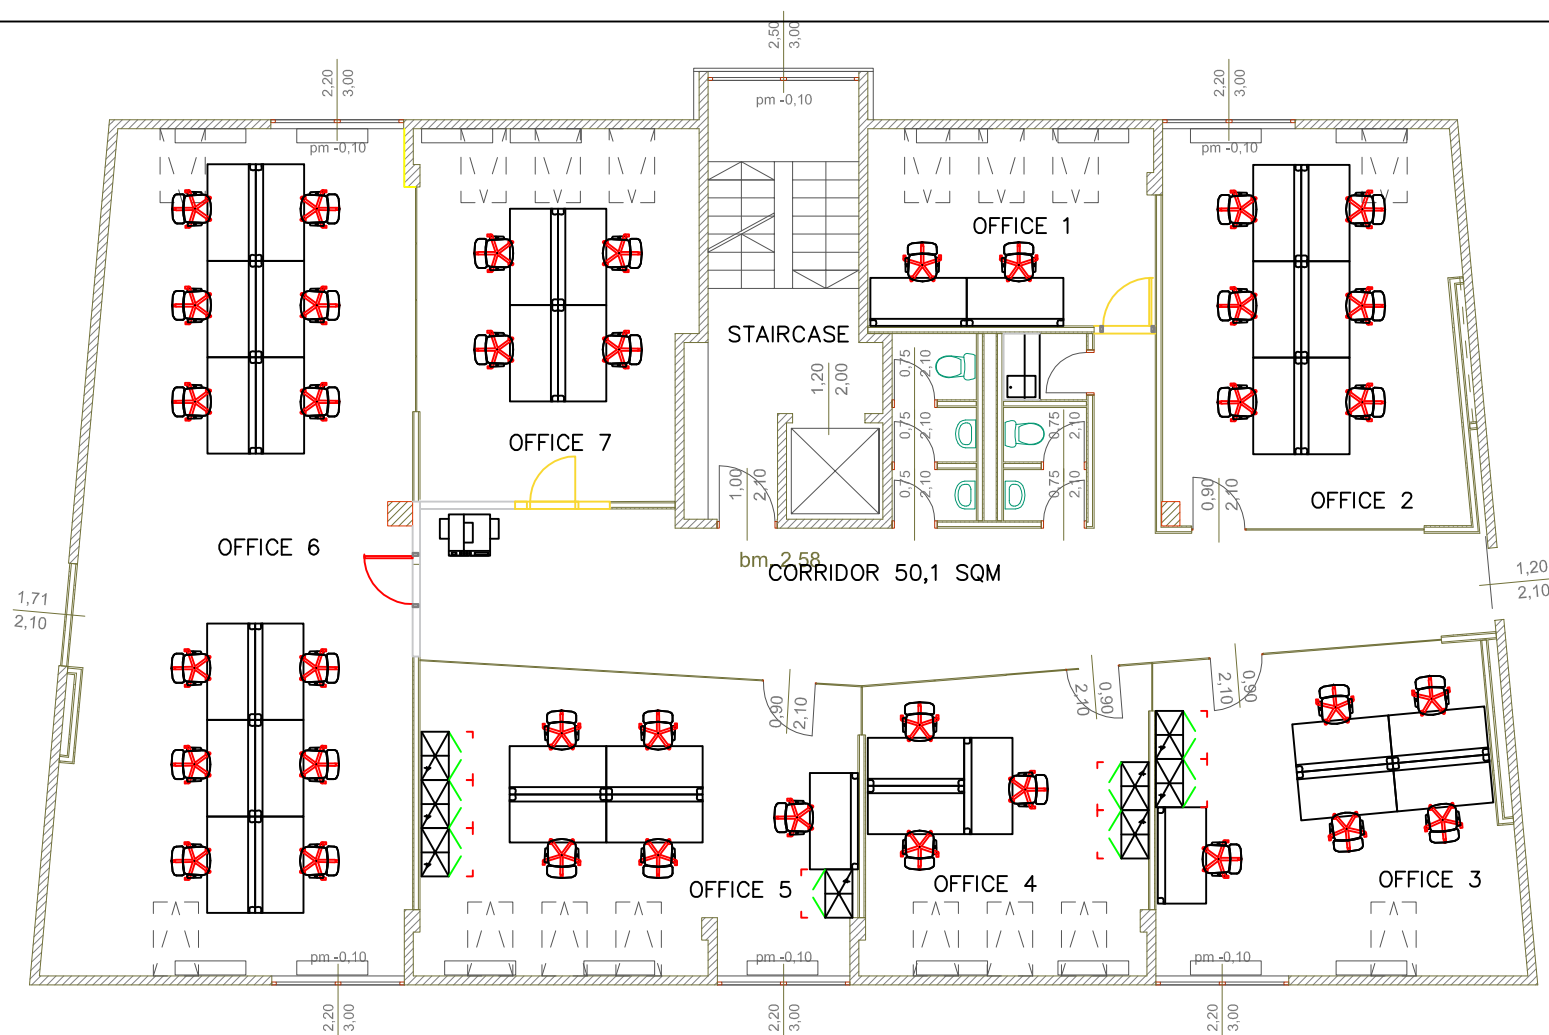 2,50
3,00
2,20
3,00
2,20
3,00
pm -0,10
pm -0,10
pm -0,10
OFFICE 1
STAIRCASE
1,20
2,00
0,75
2,10
OFFICE 7
0,75
2,10
0,75
2,10
1,00
2,10
0,75
2,10
0,75
2,10
0,90
2,10
OFFICE 2
OFFICE 6
bm. 2,58
CORRIDOR 50,1 SQM
1,20
2,10
1,71
2,10
0,90
2,10
0,90
2,10
0,90
2,10
OFFICE 5
OFFICE 4
OFFICE 3
pm -0,10
pm -0,10
pm -0,10
2,20
3,00
2,20
3,00
2,20
3,00